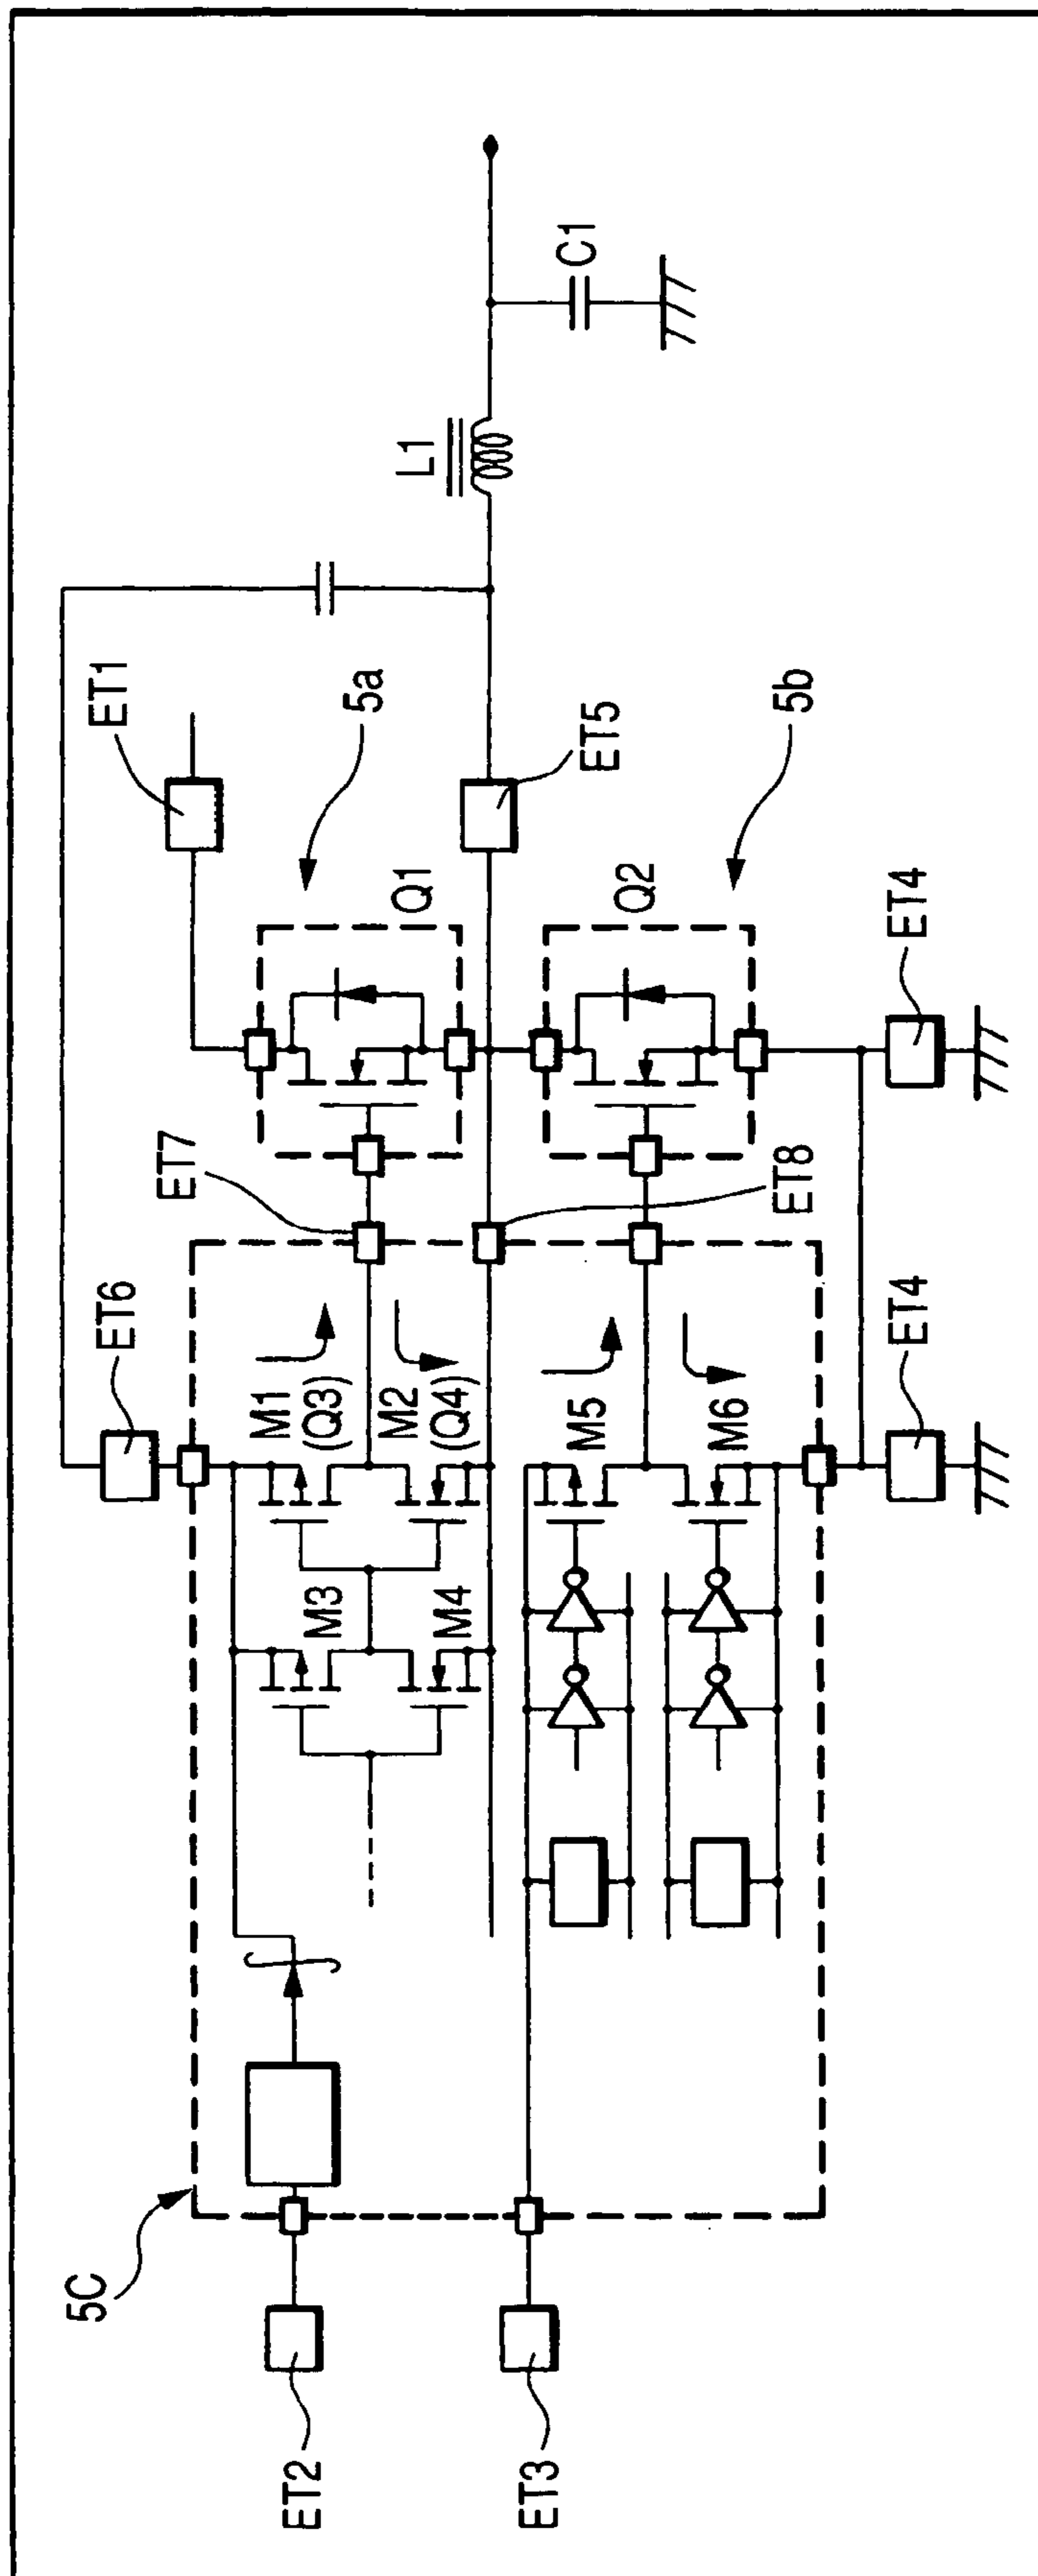 ET1
ET6
ET7
5a
M1
(Q3)
Q1
L1
C1
M3
M2
(Q4)
M4
ET5
ET8
Q2
5b
M5
M6
ET4
ET4
5C
ET2
ET3